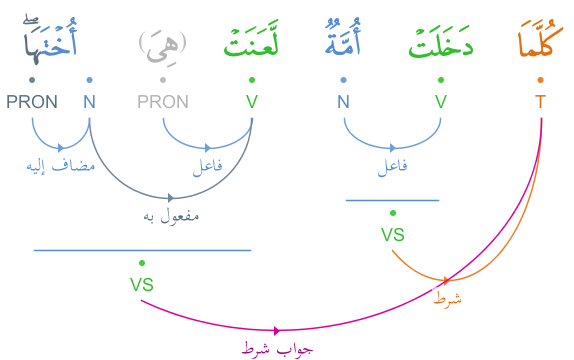 كُلَّمَا دَخَلَتْ أُمَّةٌ لَّعَنَتْ (هِىَ) أُخْتَهَا ۖ
T V N V PRON N PRON
فاعل فاعل مضاف إليه
مفعول به
VS
VS
شرط
جواب شرط